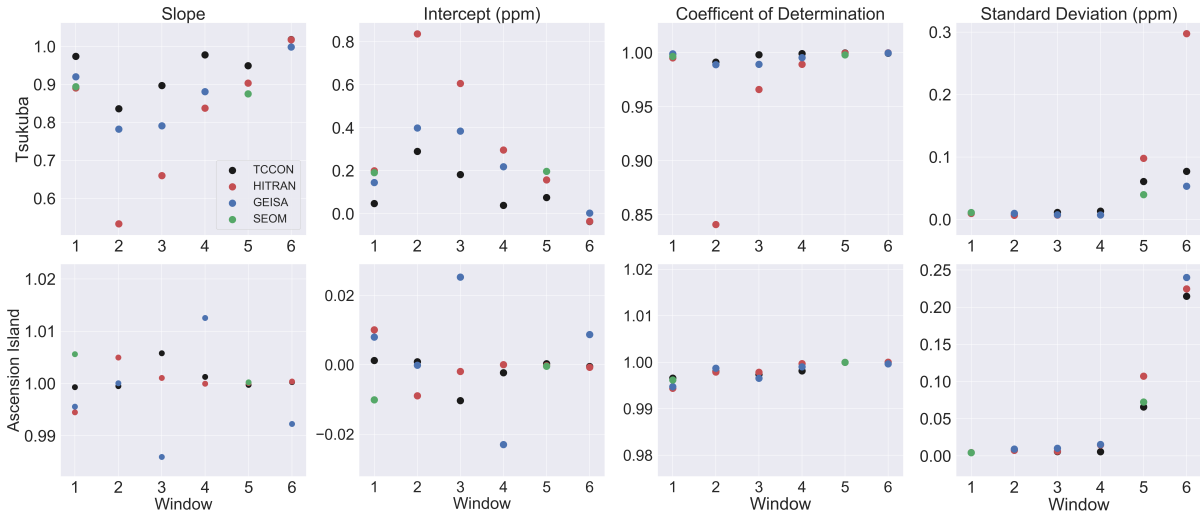 Slope
Intercept (ppm)
Coefficent of Determination
Standard Deviation (ppm)
Tsukuba
1.0
0.9
0.8
0.7
0.6
1 2 3 4 5 6
TCCON
HITRAN
GEISA
SEOM
0.8
0.6
0.4
0.2
0.0
1 2 3 4 5 6
1.00
0.95
0.90
0.85
1 2 3 4 5 6
0.3
0.2
0.1
0.0
1 2 3 4 5 6
Ascension Island
1.02
1.01
1.00
0.99
1 2 3 4 5 6
Window
0.02
0.00
−0.02
1 2 3 4 5 6
Window
1.02
1.01
1.00
0.99
0.98
1 2 3 4 5 6
Window
0.25
0.20
0.15
0.10
0.05
0.00
1 2 3 4 5 6
Window